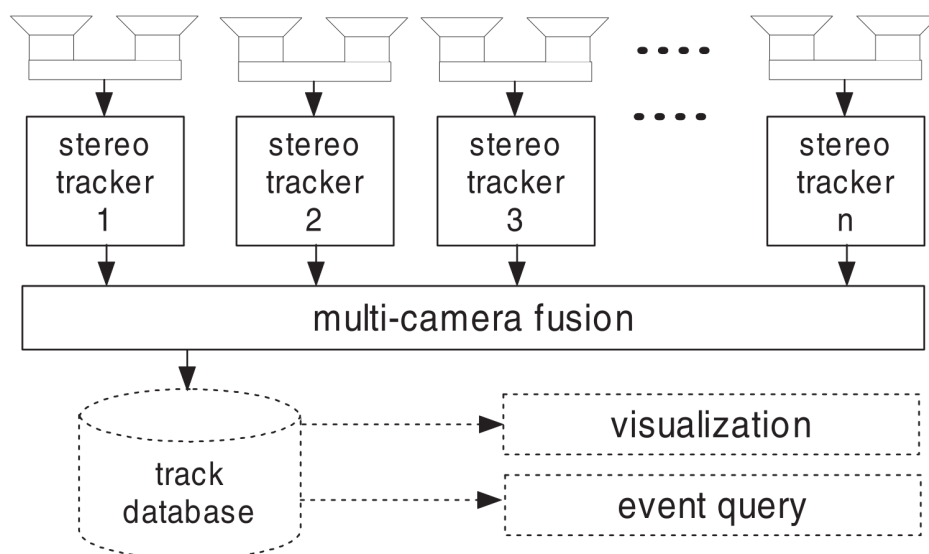 stereo
tracker
1
stereo
tracker
2
stereo
tracker
3
stereo
tracker
n
multi-camera fusion
track
database
visualization
event query